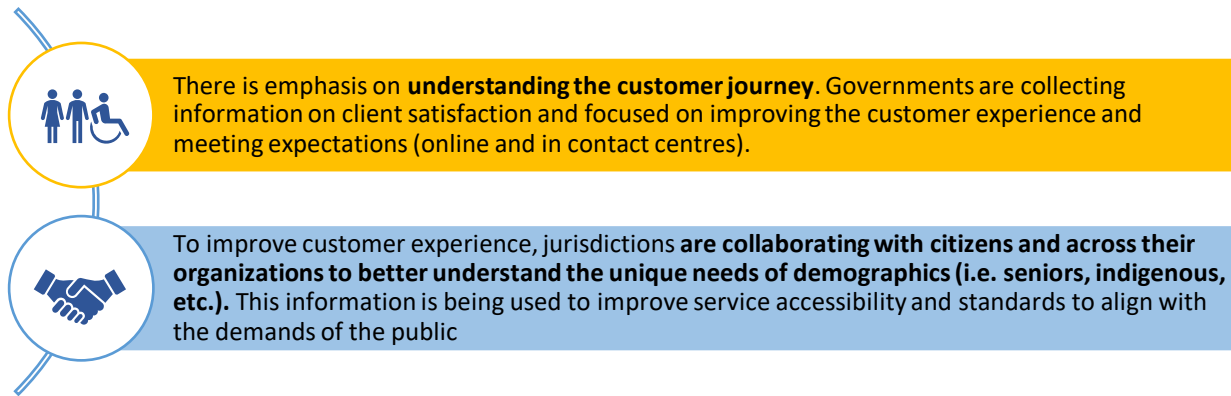 There is emphasis on understanding the customer journey. Governments are collecting
information on client satisfaction and focused on improving the customer experience and
meeting expectations (online and in contact centres).
To improve customer experience, jurisdictions are collaborating with citizens and across their
organizations to better understand the unique needs of demographics (i.e. seniors, indigenous,
etc.). This information is being used to improve service accessibility and standards to align with
the demands of the public